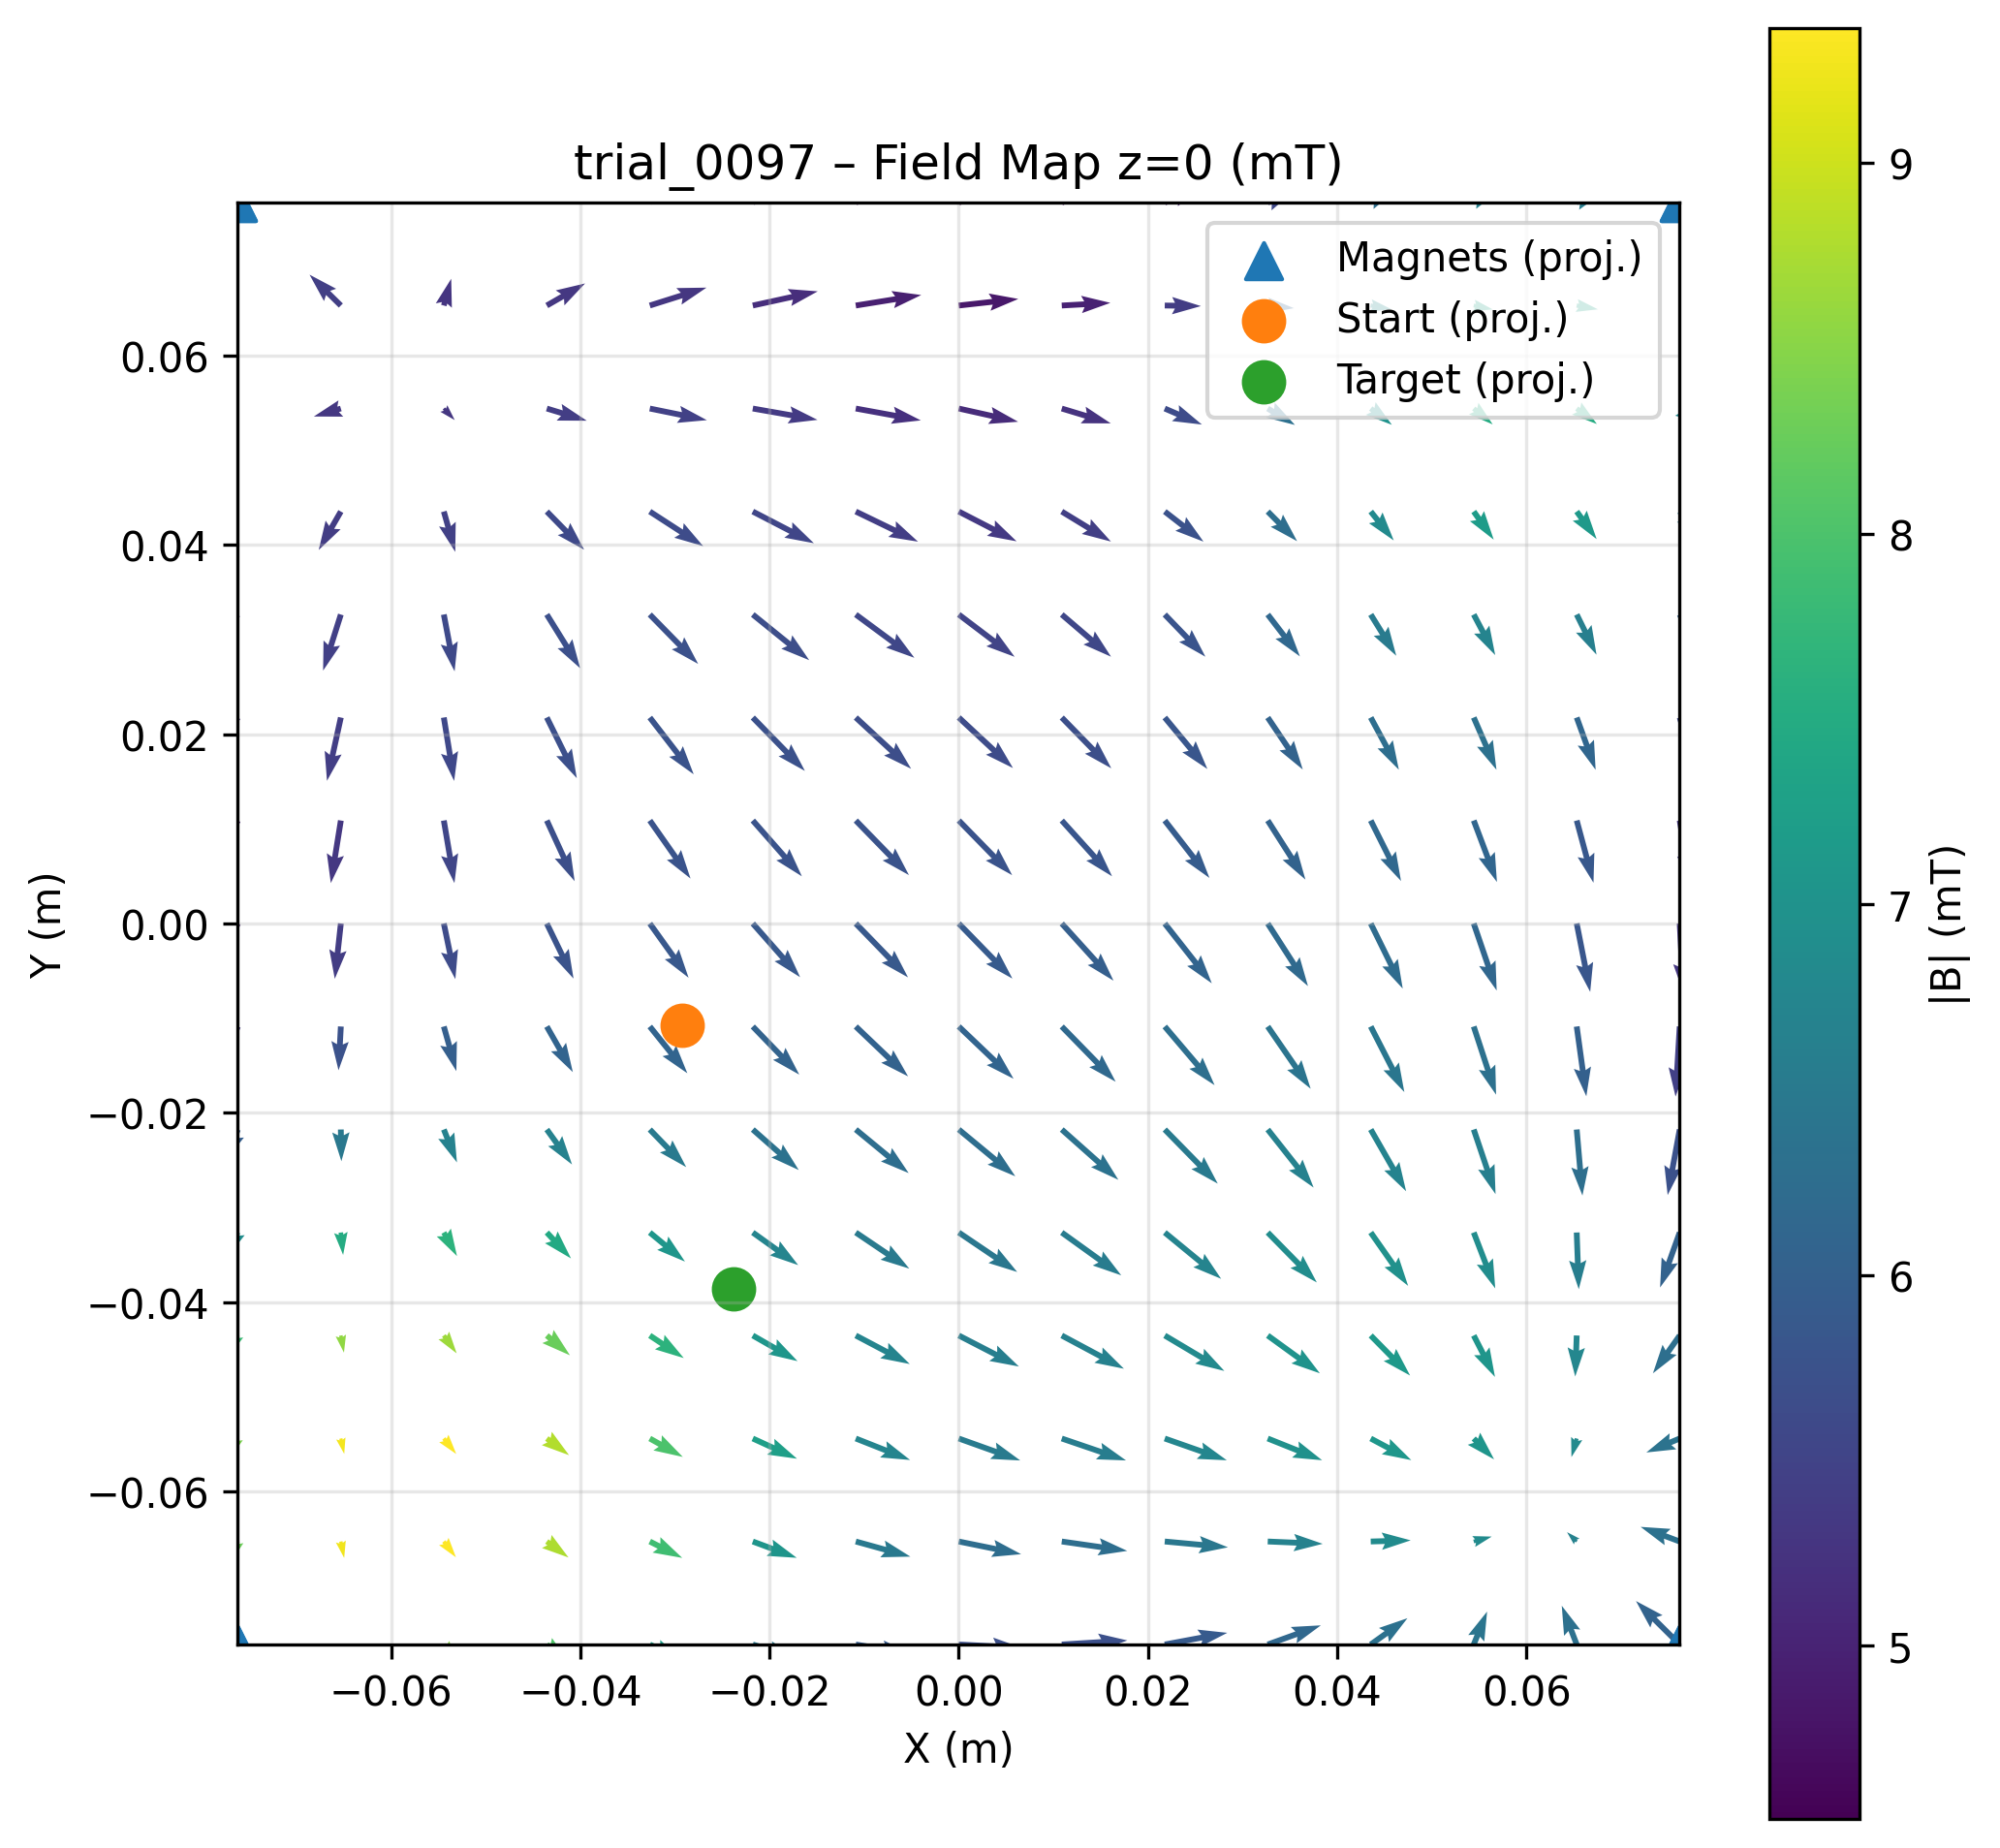 trial_0097 – Field Map z=0 (mT)
Magnets (proj.)
Start (proj.)
Target (proj.)
0.06
0.04
0.02
0.00
−0.02
−0.04
−0.06
Y (m)
−0.06
−0.04
−0.02
0.00
0.02
0.04
0.06
X (m)
9
8
7
6
5
|B| (mT)